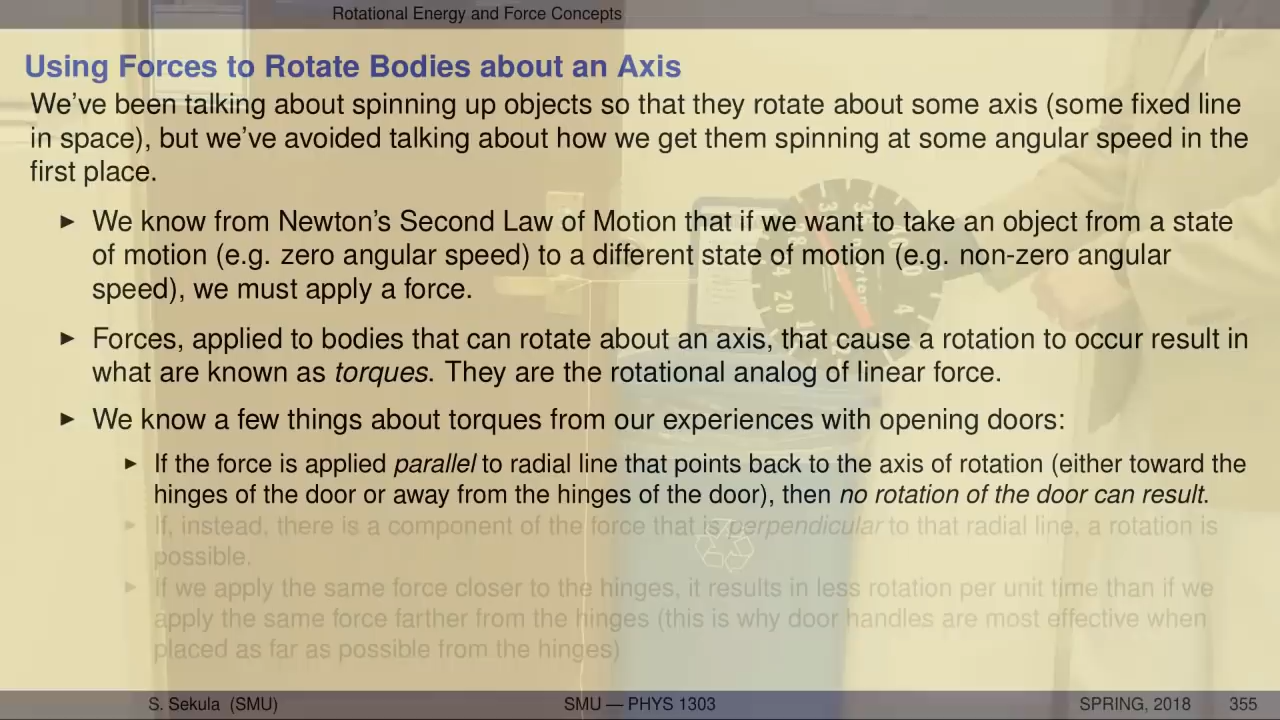 Rotational Energy and Force Concepts
Using Forces to Rotate Bodies about an Axis
We've been talking about spinning up objects so that they rotate about some axis (some fixed line
in space), but we've avoided talking about how we get them spinning at some angular speed in the
first place.
► We know from Newton's Second Law of Motion that if we want to take an object from a state
of motion (e.g. zero angular speed) to a different state of motion (e.g. non-zero angular
speed), we must apply a force.
► Forces, applied to bodies that can rotate about an axis, that cause a rotation to occur result in
what are known as torques. They are the rotational analog of linear force.
► We know a few things about torques from our experiences with opening doors:
► If the force is applied parallel to radial line that points back to the axis of rotation (either toward the
hinges of the door or away from the hinges of the door), then no rotation of the door can result.
► If, instead, there is a component of the force that is perpendicular to that radial line, a rotation is
possible.
► If we apply the same force closer to the hinges, it results in less rotation per unit time than if we
apply the same force farther from the hinges (this is why door handles are most effective when
placed as far as possible from the hinges)
S. Sekula (SMU) SMU — PHYS 1303 SPRING, 2018 355